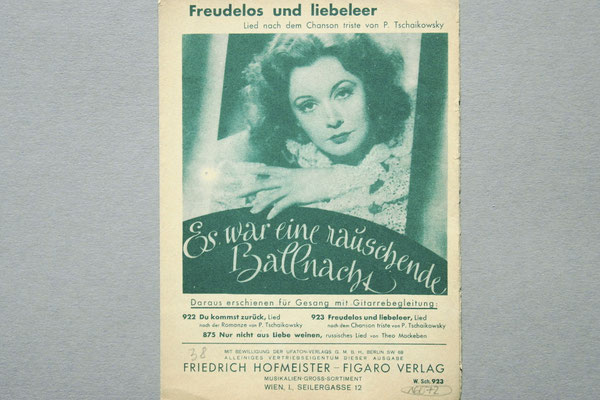 Freudelos und liebeleer
Lied nach dem Chanson triste von P. Tschaikowsky
Es war eine rauschende
Ballnacht
Daraus erschienen für Gesang mit Gitarrebegleitung:
922 Du kommst zurück, Lied 923 Freudelos und liebeleer, Lied
nach der Romanze von P. Tschaikowsky nach dem Chanson triste von P. Tschaikowsky
875 Nur nicht aus Liebe weinen, russisches Lied von Theo Mackeben
38
MIT BEWILLIGUNG DER UFATON-VERLAGS G. M. B. H., BERLIN SW 68
ALLEINIGES VERTRIEBSEIGENTUM DIESER AUSGABE
FRIEDRICH HOFMEISTER – FIGARO VERLAG
MUSIKALIEN-GROSS-SORTIMENT
WIEN, I., SEILERGASSE 12
W. Sch. 923